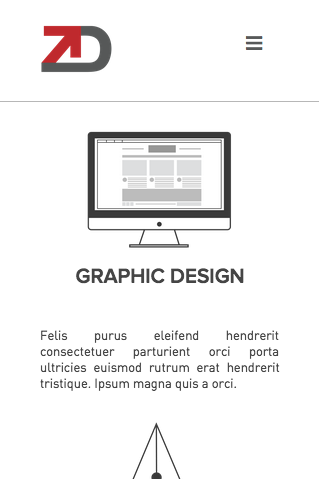 ZD
GRAPHIC DESIGN
Felis purus eleifend hendrerit
consectetuer parturient orci porta
ultricies euismod rutrum erat hendrerit
tristique. Ipsum magna quis a orci.